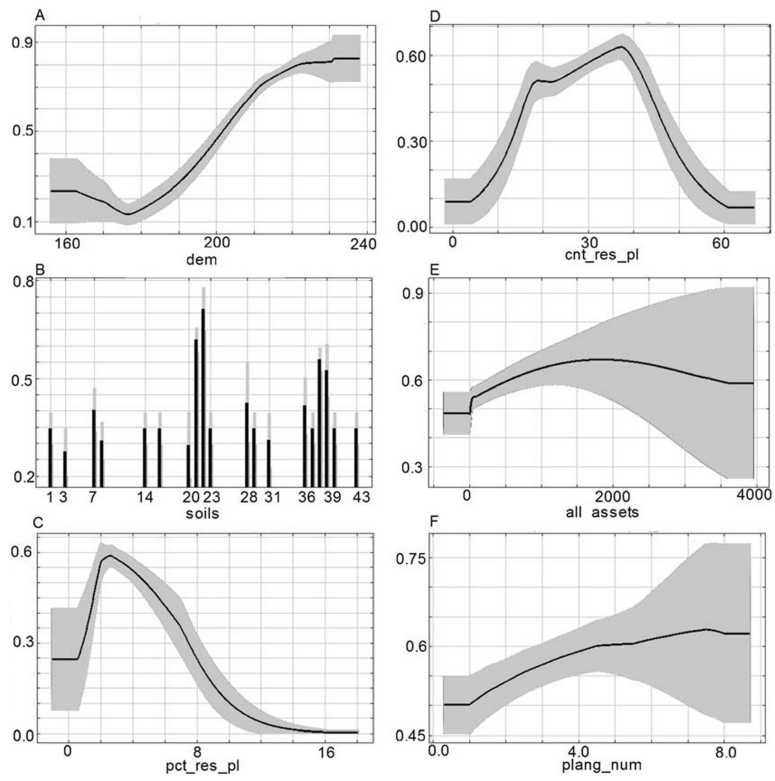 A
0.9
0.5
0.1
160 200 240
dem
B
0.8
0.5
0.2
1 3 7 14 20 23 28 31 36 39 43
soils
C
0.6
0.3
0.0
0 8 16
pct_res_pl
D
0.60
0.30
0.00
0 30 60
cnt_res_pl
E
0.9
0.6
0.3
0 2000 4000
all assets
F
0.75
0.6
0.45
0.0 4.0 8.0
plang_num